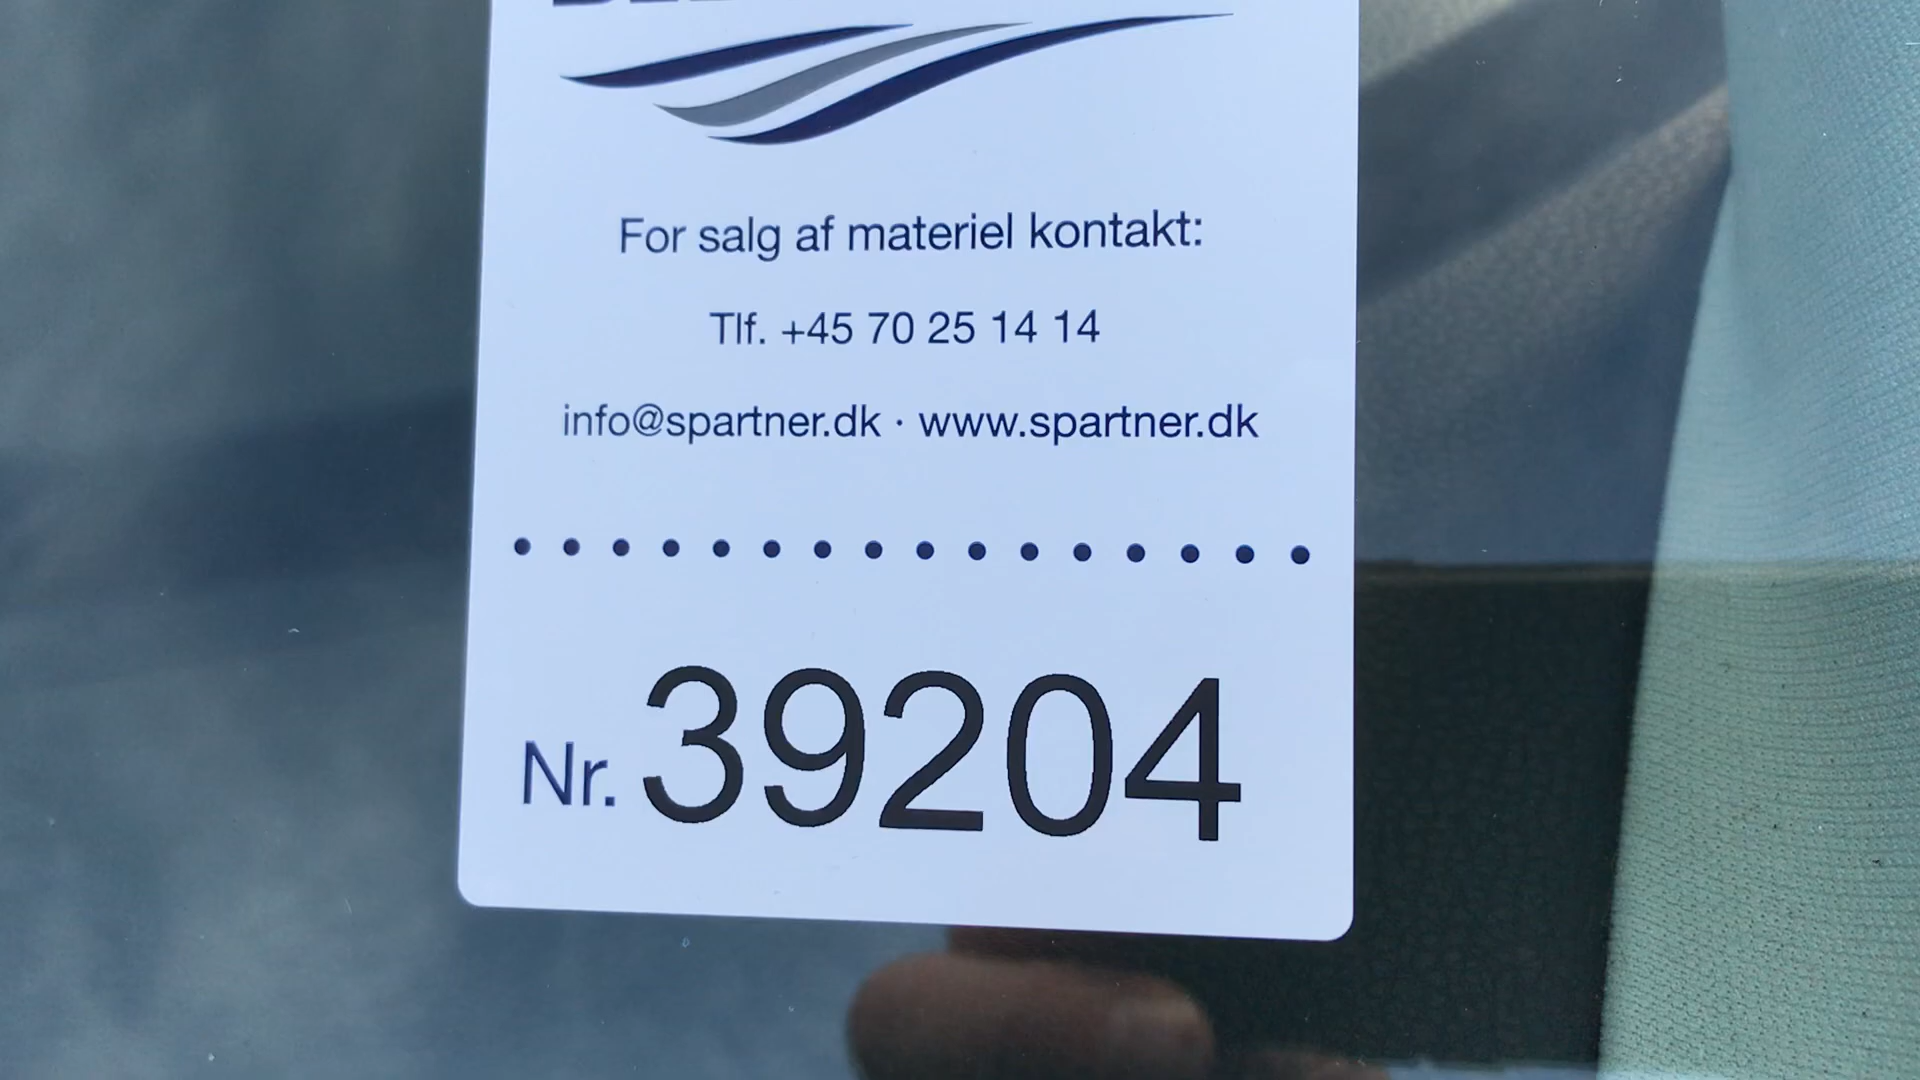 For salg af materiel kontakt:
Tlf. +45 70 25 14 14
info@spartner.dk · www.spartner.dk
Nr. 39204